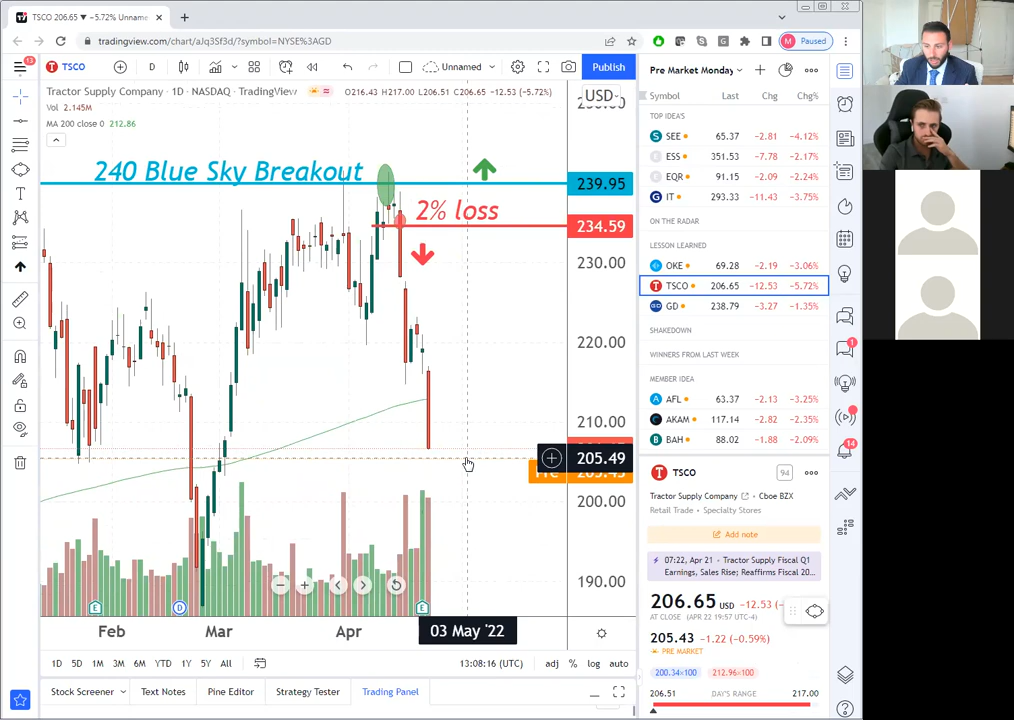 TSCO 206.65 ▼ −5.72% Unname
tradingview.com/chart/aJq3Sf3d/?symbol=NYSE%3AGD
M Paused
13
TSCO
D
Unnamed
Publish
Tractor Supply Company · 1D · NASDAQ · TradingView
O216.43 H217.00 L206.51 C206.65 −12.53 (−5.72%)
Vol 2.145M
MA 200 close 0 212.86
USD
240 Blue Sky Breakout
239.95
2% loss
234.59
230.00
220.00
210.00
205.49
200.00
190.00
E
D
E
Feb
Mar
Apr
03 May '22
1D
5D
1M
3M
6M
YTD
1Y
5Y
All
13:08:16 (UTC)
adj
%
log
auto
Stock Screener
Text Notes
Pine Editor
Strategy Tester
Trading Panel
Pre Market Monday
Symbol Last Chg Chg%
TOP IDEA'S
SEE 65.37 −2.81 −4.12%
ESS 351.53 −7.78 −2.17%
EQR 91.15 −2.09 −2.24%
IT 293.33 −11.43 −3.75%
ON THE RADAR
LESSON LEARNED
OKE 69.28 −2.19 −3.06%
TSCO 206.65 −12.53 −5.72%
GD 238.79 −3.27 −1.35%
SHAKEDOWN
WINNERS FROM LAST WEEK
MEMBER IDEA
AFL 63.37 −2.13 −3.25%
AKAM 117.14 −2.82 −2.35%
BAH 88.02 −1.88 −2.09%
1
14
TSCO
94
Tractor Supply Company · Cboe BZX
Retail Trade · Specialty Stores
Add note
07:22, Apr 21 · Tractor Supply Fiscal Q1
Earnings, Sales Rise; Reaffirms Fiscal 20...
206.65 USD −12.53 (−
AT CLOSE (APR 22 19:57 UTC-4)
205.43 −1.22 (−0.59%)
PRE MARKET
200.34×100
212.96×100
206.51 DAY'S RANGE 217.00